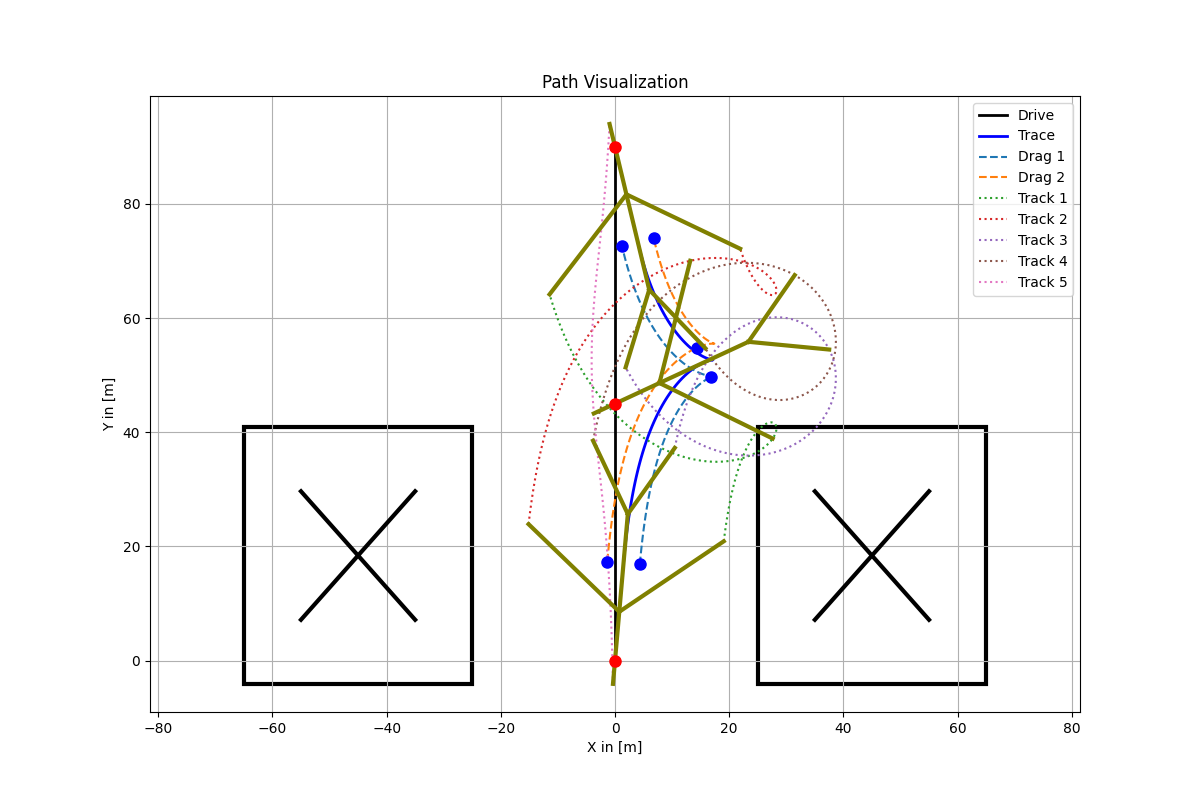 Path Visualization
Drive
Trace
Drag 1
Drag 2
Track 1
Track 2
Track 3
Track 4
Track 5
Y in [m]
80
60
40
20
0
−80
−60
−40
−20
0
20
40
60
80
X in [m]